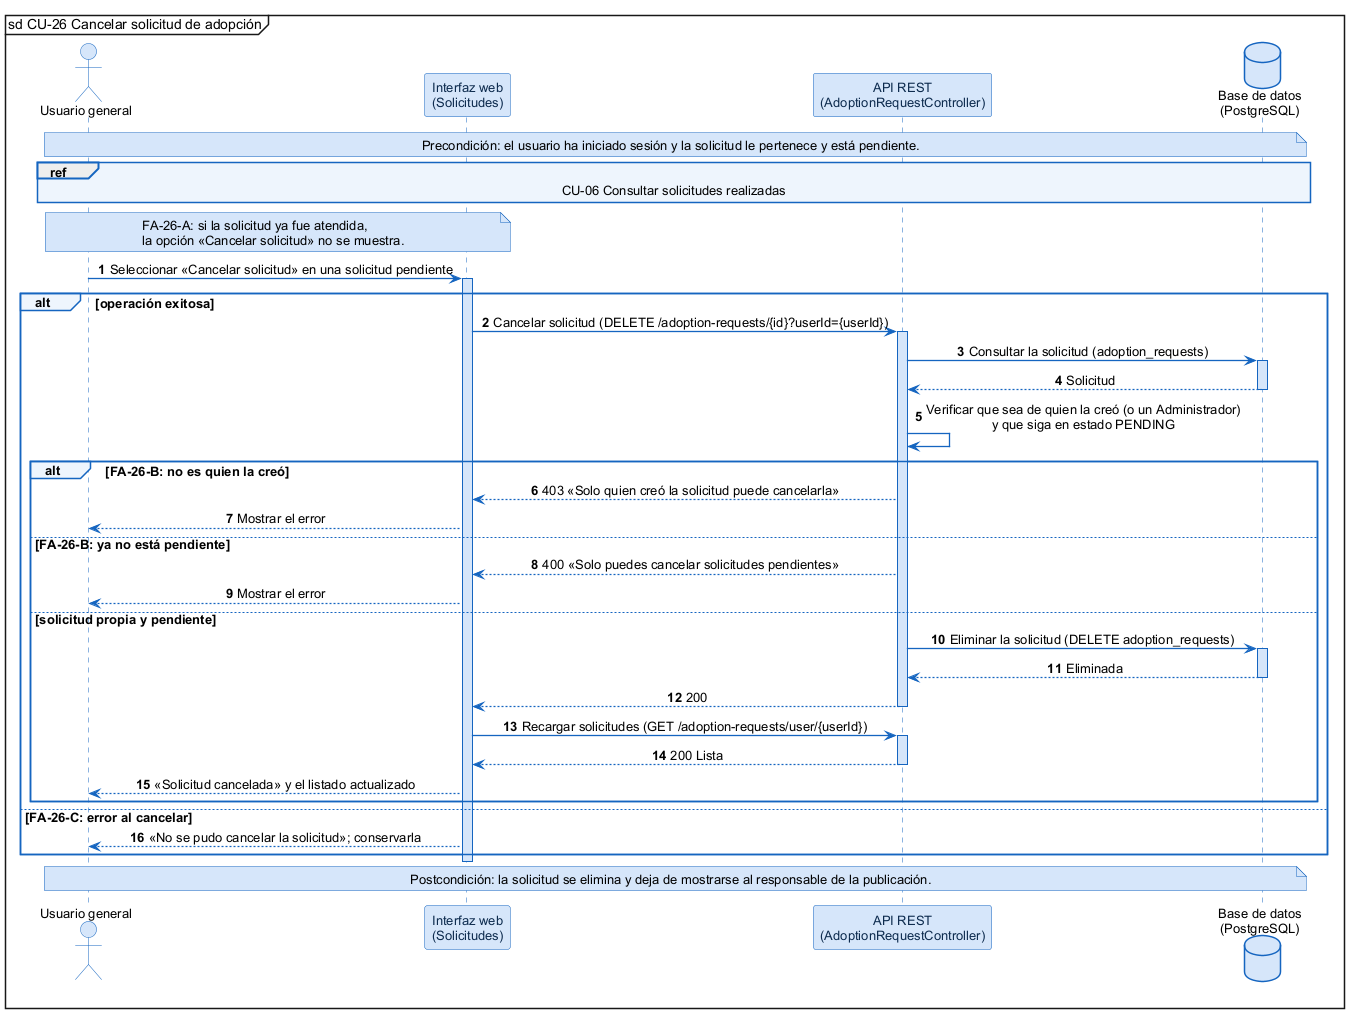 sd CU-26 Cancelar solicitud de adopción
Usuario general
Interfaz web
(Solicitudes)
API REST
(AdoptionRequestController)
Base de datos
(PostgreSQL)
Precondición: el usuario ha iniciado sesión y la solicitud le pertenece y está pendiente.
ref
CU-06 Consultar solicitudes realizadas
FA-26-A: si la solicitud ya fue atendida,
la opción «Cancelar solicitud» no se muestra.
1 Seleccionar «Cancelar solicitud» en una solicitud pendiente
alt [operación exitosa]
2 Cancelar solicitud (DELETE /adoption-requests/{id}?userId={userId})
3 Consultar la solicitud (adoption_requests)
4 Solicitud
5 Verificar que sea de quien la creó (o un Administrador)
y que siga en estado PENDING
alt [FA-26-B: no es quien la creó]
6 403 «Solo quien creó la solicitud puede cancelarla»
7 Mostrar el error
[FA-26-B: ya no está pendiente]
8 400 «Solo puedes cancelar solicitudes pendientes»
9 Mostrar el error
[solicitud propia y pendiente]
10 Eliminar la solicitud (DELETE adoption_requests)
11 Eliminada
12 200
13 Recargar solicitudes (GET /adoption-requests/user/{userId})
14 200 Lista
15 «Solicitud cancelada» y el listado actualizado
[FA-26-C: error al cancelar]
16 «No se pudo cancelar la solicitud»; conservarla
Postcondición: la solicitud se elimina y deja de mostrarse al responsable de la publicación.
Usuario general
Interfaz web
(Solicitudes)
API REST
(AdoptionRequestController)
Base de datos
(PostgreSQL)